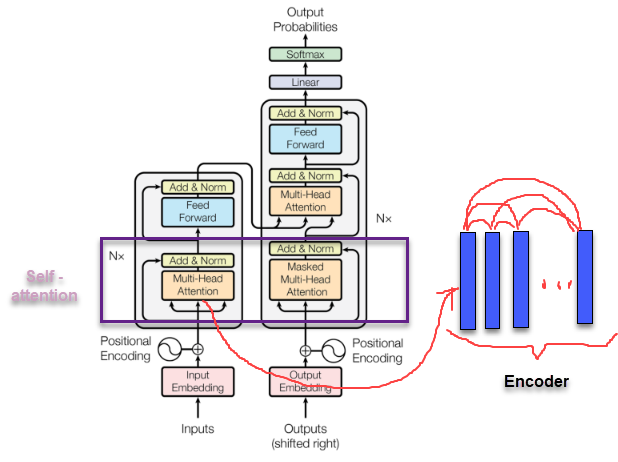 Output
Probabilities
Softmax
Linear
Add & Norm
Feed
Forward
Add & Norm
Multi-Head
Attention
Nx
Add & Norm
Masked
Multi-Head
Attention
Add & Norm
Feed
Forward
Nx
Add & Norm
Multi-Head
Attention
Self -
attention
Positional
Encoding
Positional
Encoding
Input
Embedding
Output
Embedding
Inputs
Outputs
(shifted right)
Encoder